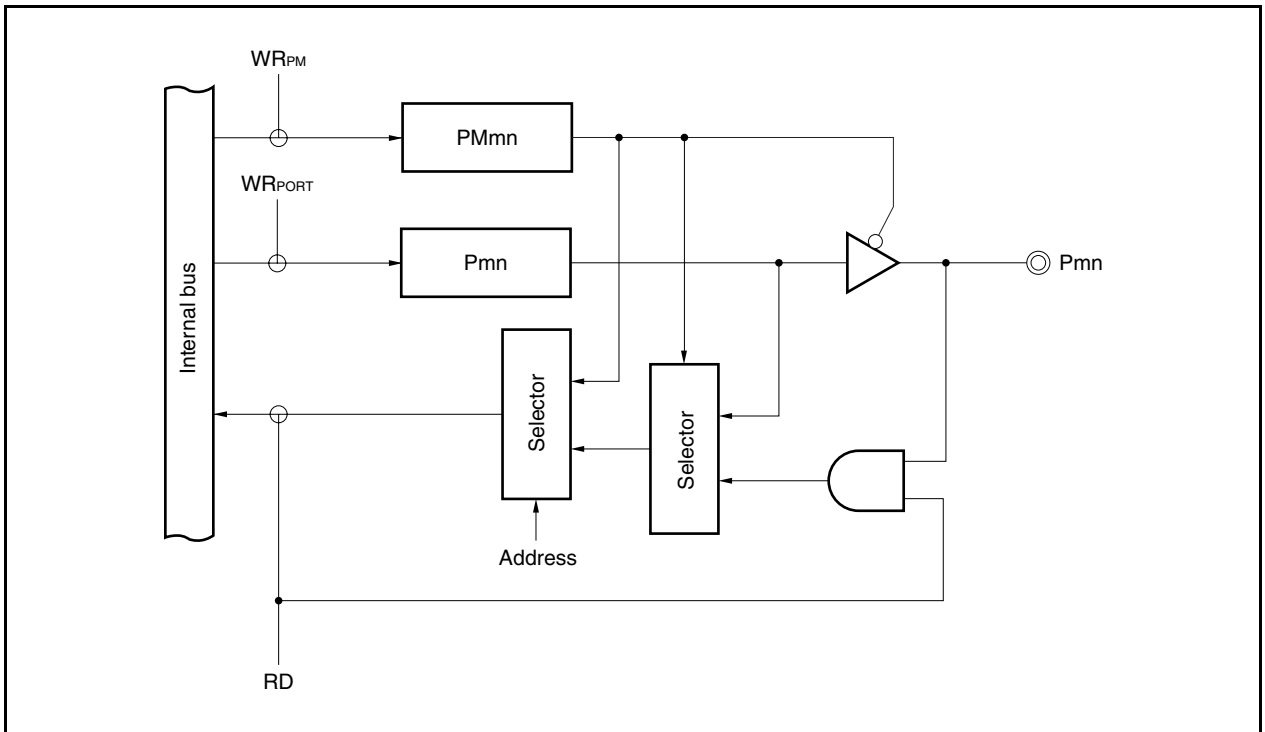 WRPM
PMmn
WRPORT
Pmn
Pmn
Internal bus
Selector
Selector
Address
RD